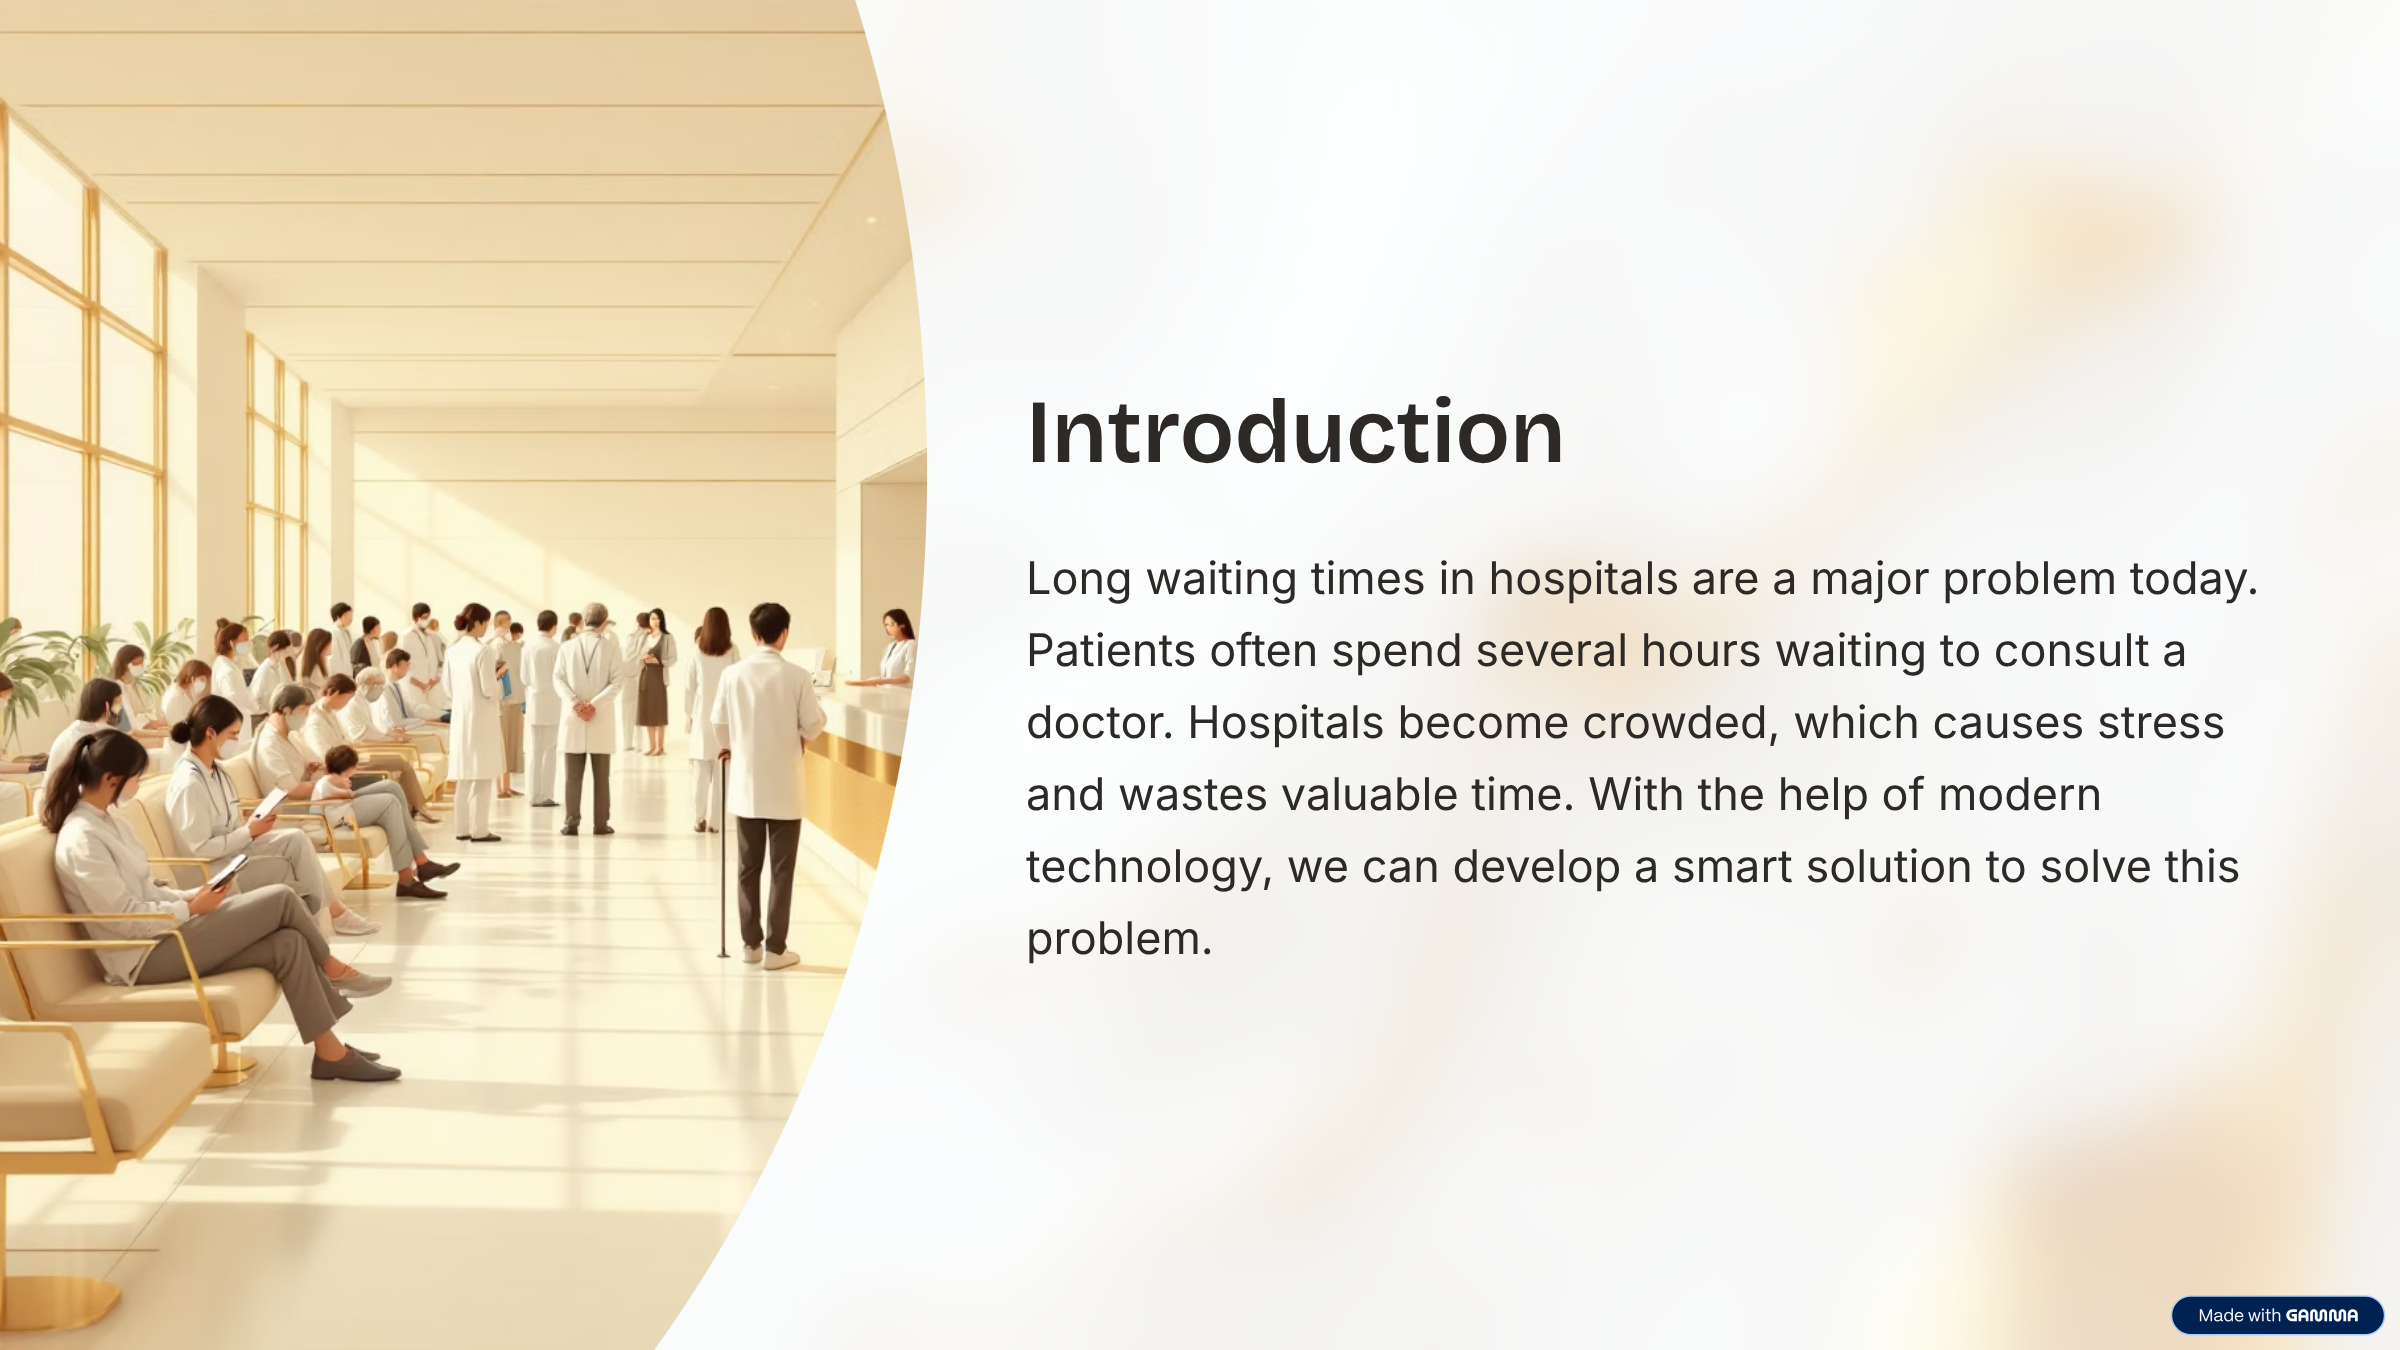 Introduction
Long waiting times in hospitals are a major problem today.
Patients often spend several hours waiting to consult a
doctor. Hospitals become crowded, which causes stress
and wastes valuable time. With the help of modern
technology, we can develop a smart solution to solve this
problem.
Made with GAMMA